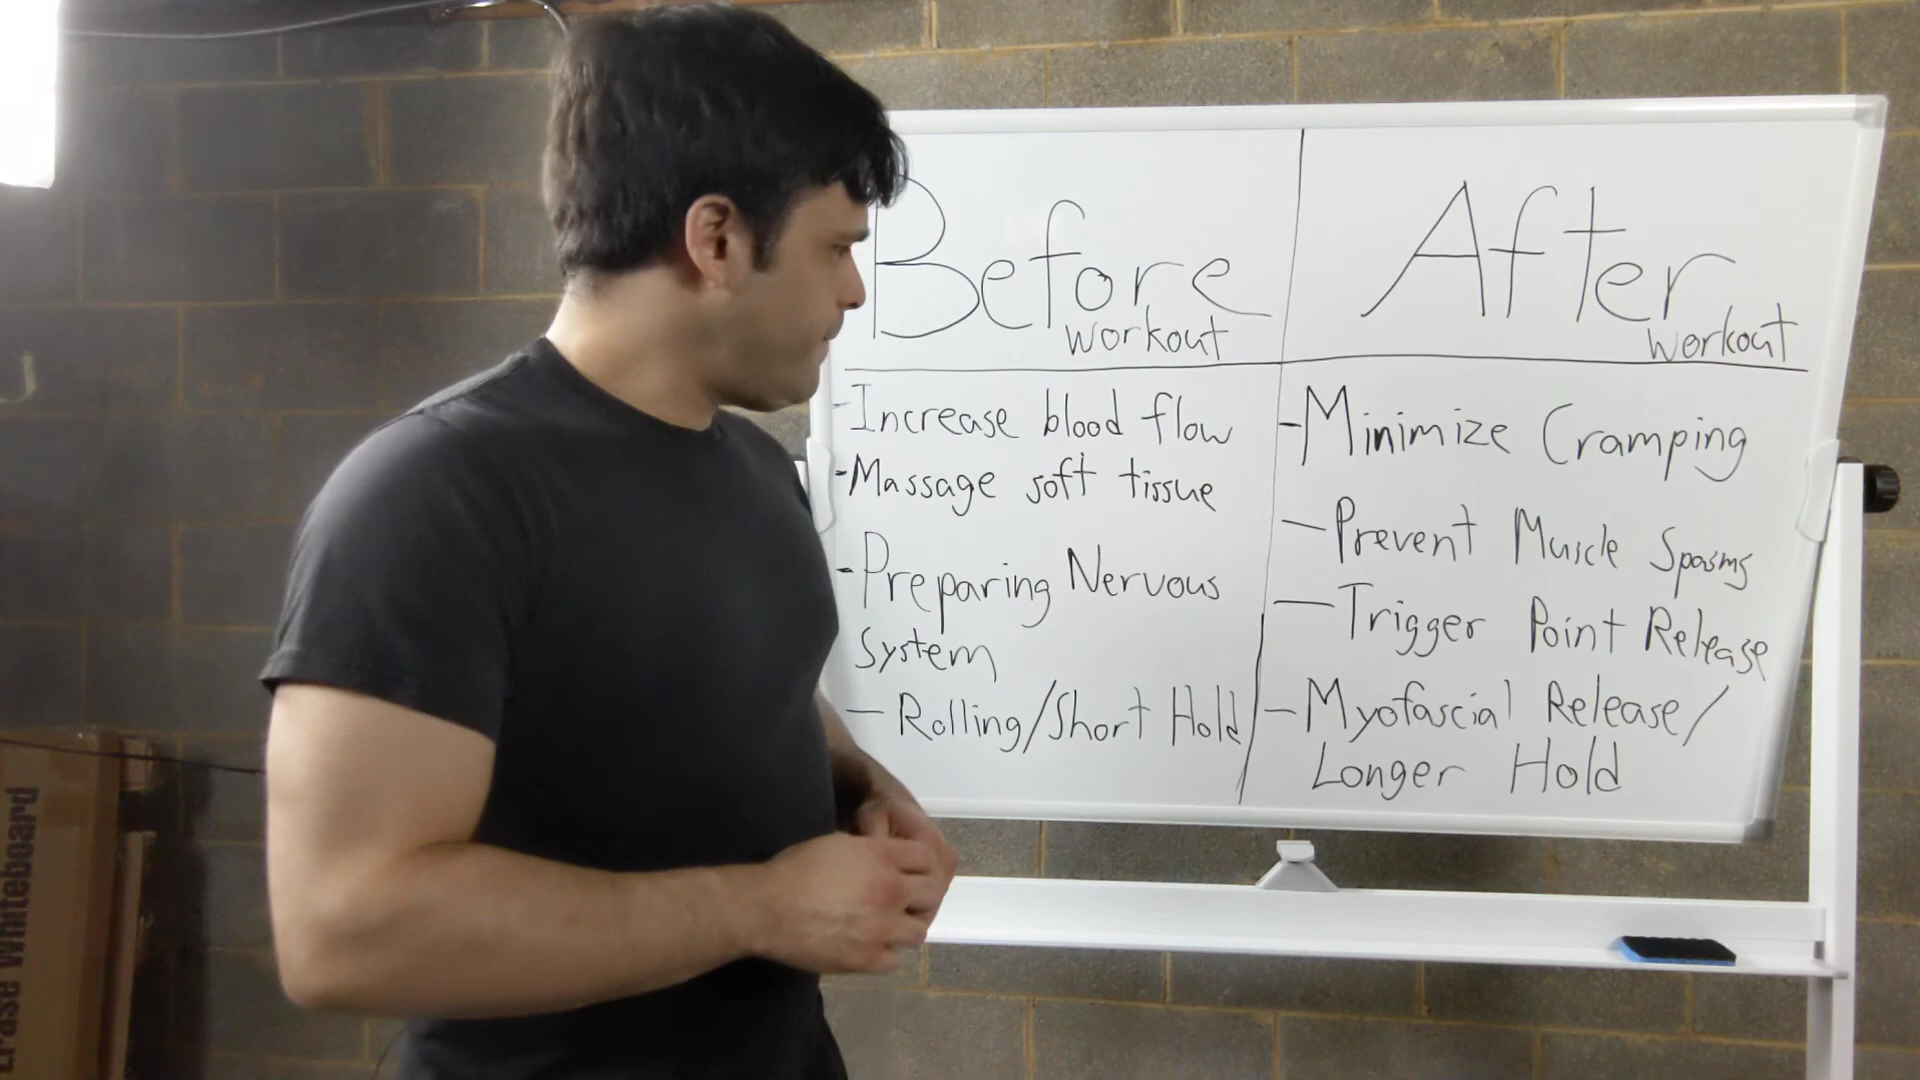 Before
workout
-Increase blood flow
-Massage soft tissue
-Preparing Nervous
System
-Rolling/Short Hold
After
workout
-Minimize Cramping
-Prevent Muscle Spasms
-Trigger Point Release
-Myofascial Release/
Longer Hold
Erase Whiteboard